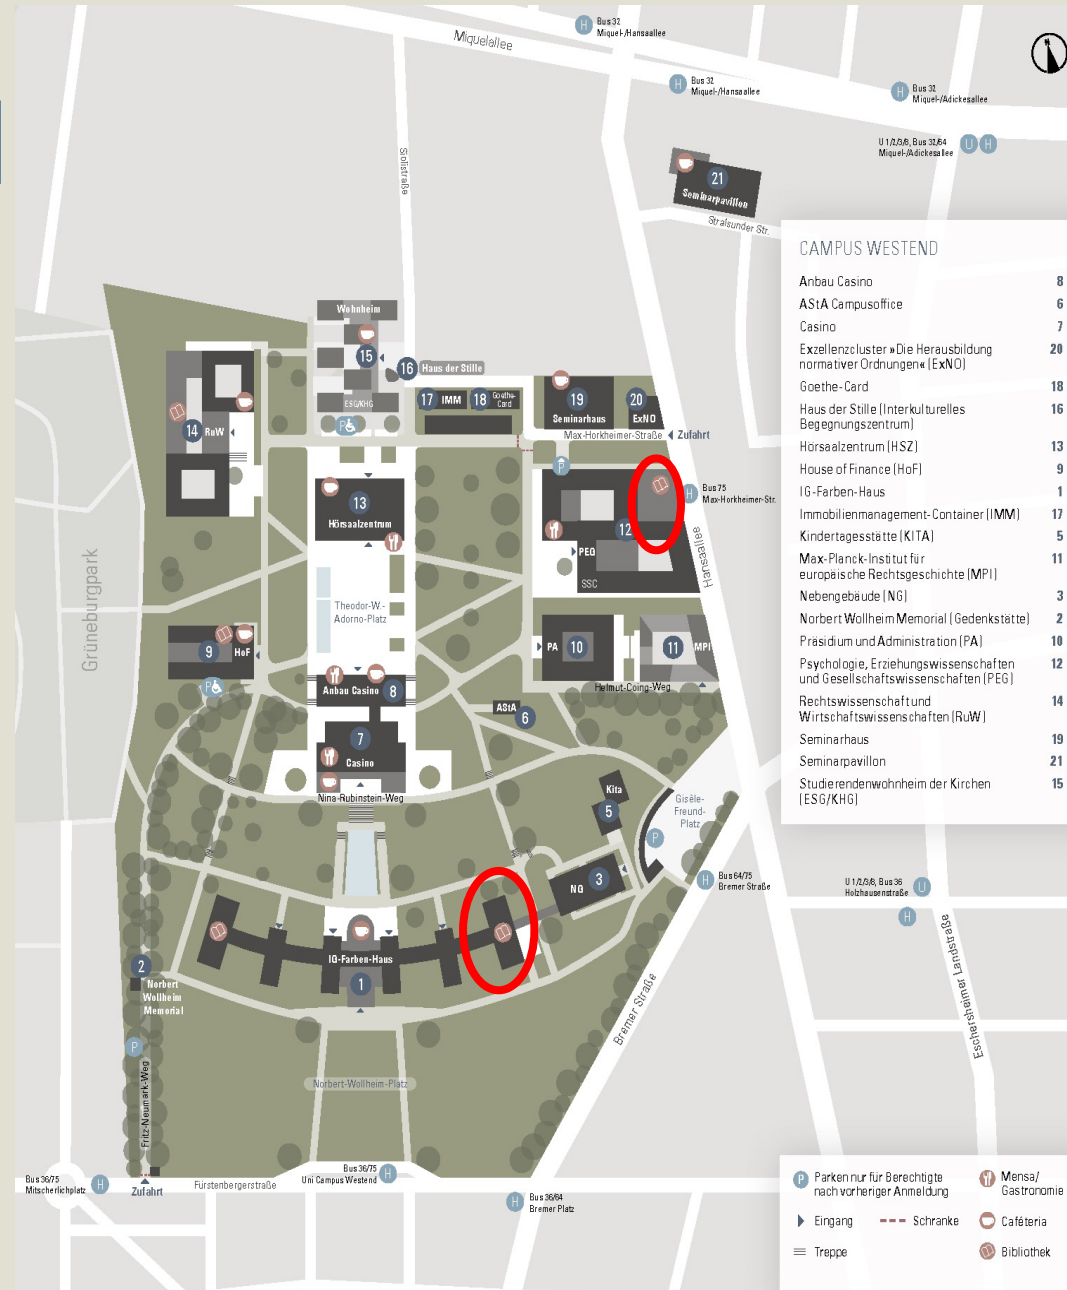 Bus 32
Miquel-/Hansaallee
Miquelallee
H
H
Bus 32
Miquel-/Hansaallee
H
Bus 32
Miquel-/Adickesallee
U 1/2/3/8, Bus 32/64
Miquel-/Adickesallee
U
H
N
Siolistraße
21
Seminarpavillon
Stralsunder Str.
CAMPUS WESTEND
Anbau Casino 8
AStA Campusoffice 6
Casino 7
Exzellenzcluster »Die Herausbildung 20
normativer Ordnungen« (ExNO)
Goethe-Card 18
Haus der Stille (Interkulturelles 16
Begegnungszentrum)
Hörsaalzentrum (HSZ) 13
House of Finance (HoF) 9
IG-Farben-Haus 1
Immobilienmanagement-Container (IMM) 17
Kindertagesstätte (KITA) 5
Max-Planck-Institut für 11
europäische Rechtsgeschichte (MPI)
Nebengebäude (NG) 3
Norbert Wollheim Memorial (Gedenkstätte) 2
Präsidium und Administration (PA) 10
Psychologie, Erziehungswissenschaften 12
und Gesellschaftswissenschaften (PEG)
Rechtswissenschaft und 14
Wirtschaftswissenschaften (RuW)
Seminarhaus 19
Seminarpavillon 21
Studierendenwohnheim der Kirchen 15
(ESG/KHG)
Wohnheim
15
16 Haus der Stille
ESG/KHG
P
17 IMM
18 Goethe-
Card
19
Seminarhaus
20
ExNO
14 RuW
Max-Horkheimer-Straße Zufahrt
P
13
Hörsaalzentrum
H
Bus 75
Max-Horkheimer-Str.
12
PEG
SSC
Hansaallee
Grüneburgpark
Theodor-W.-
Adorno-Platz
9
HoF
P
PA 10
11 MPI
Helmut-Coing-Weg
Anbau Casino 8
AStA
6
7
Casino
Nina-Rubinstein-Weg
Kita
5
Gisèle-
Freund-
Platz
P
NG 3
H
Bus 64/75
Bremer Straße
U 1/2/3/8, Bus 36
Holzhausenstraße
U
H
IG-Farben-Haus
1
2
Norbert
Wollheim
Memorial
P
Bremer Straße
Eschersheimer Landstraße
Norbert-Wollheim-Platz
Fritz-Neumark-Weg
Bus 36/75
Mitscherlichplatz
H
Zufahrt
Fürstenbergerstraße
Bus 36/75
Uni Campus Westend
H
H
Bus 36/64
Bremer Platz
P Parken nur für Berechtigte
nach vorheriger Anmeldung
Mensa/
Gastronomie
Eingang
Schranke
Caféteria
Treppe
Bibliothek